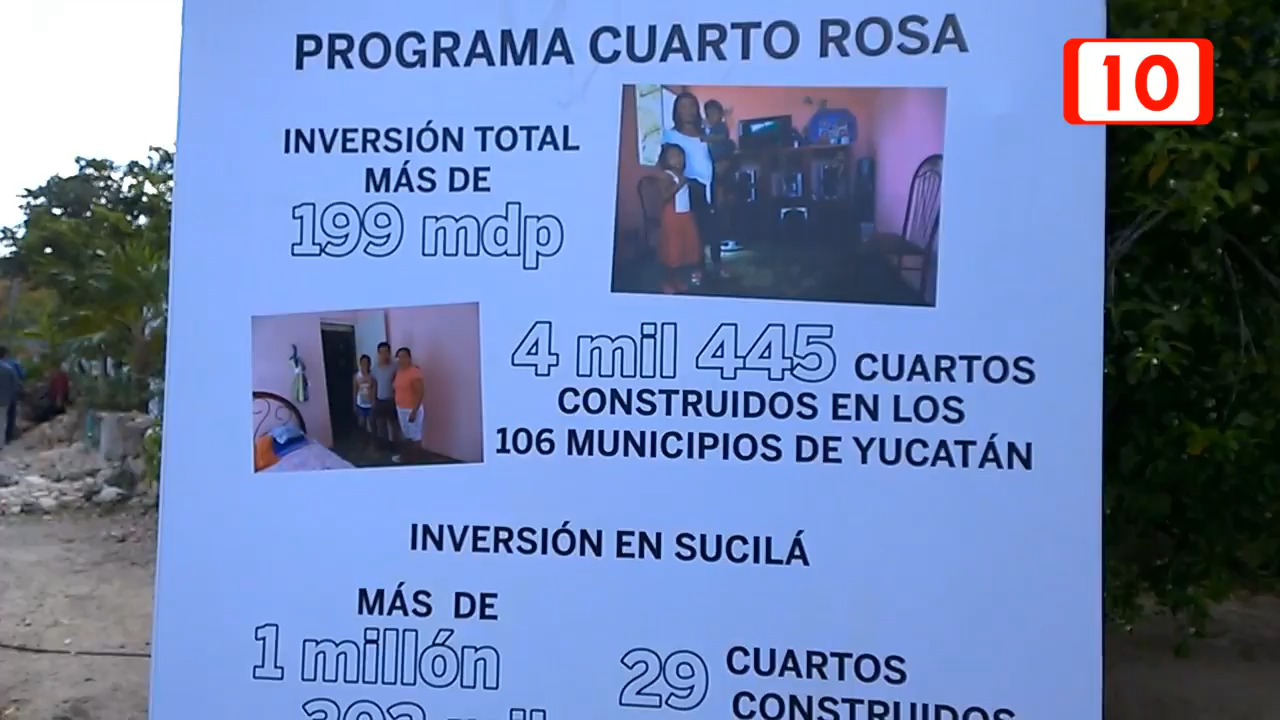 PROGRAMA CUARTO ROSA
10
INVERSIÓN TOTAL
MÁS DE
199 mdp
4 mil 445 CUARTOS
CONSTRUIDOS EN LOS
106 MUNICIPIOS DE YUCATÁN
INVERSIÓN EN SUCILÁ
MÁS DE
1 millón
29 CUARTOS
CONSTRUIDOS